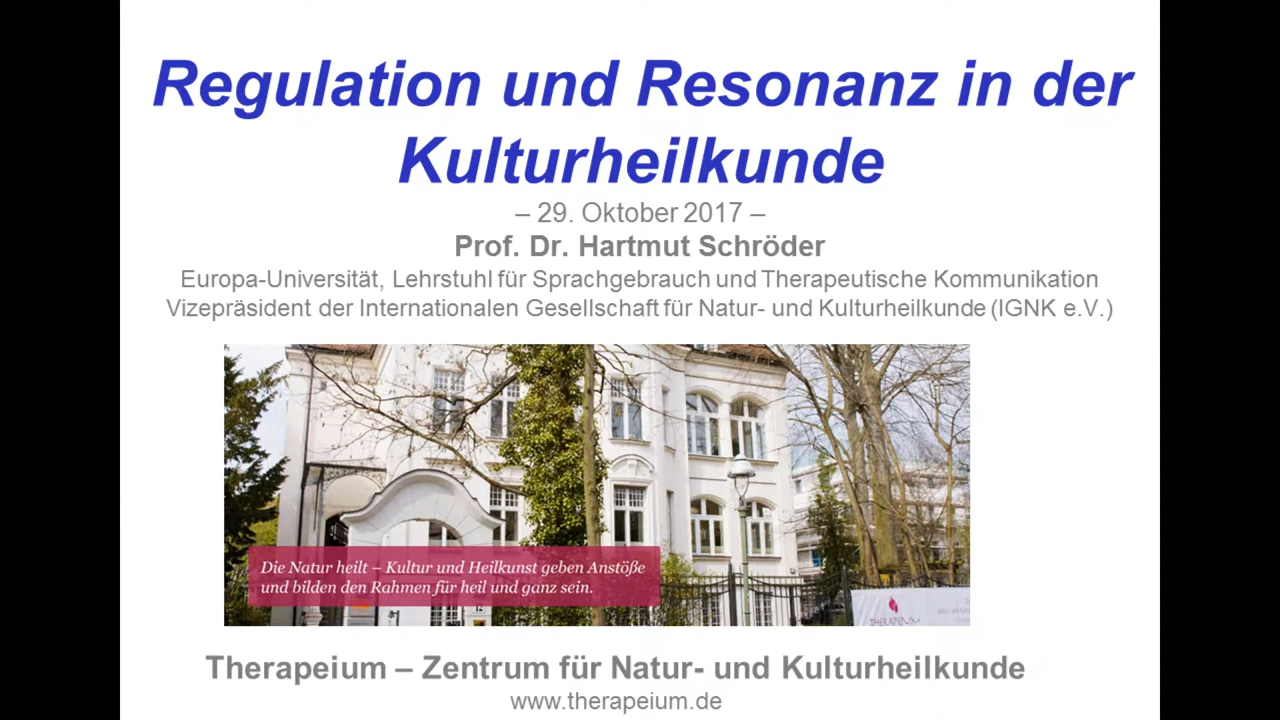 Regulation und Resonanz in der
Kulturheilkunde
– 29. Oktober 2017 –
Prof. Dr. Hartmut Schröder
Europa-Universität, Lehrstuhl für Sprachgebrauch und Therapeutische Kommunikation
Vizepräsident der Internationalen Gesellschaft für Natur- und Kulturheilkunde (IGNK e.V.)
Die Natur heilt – Kultur und Heilkunst geben Anstöße
und bilden den Rahmen für heil und ganz sein.
12
THERAPEIUM
Therapeium – Zentrum für Natur- und Kulturheilkunde
www.therapeium.de